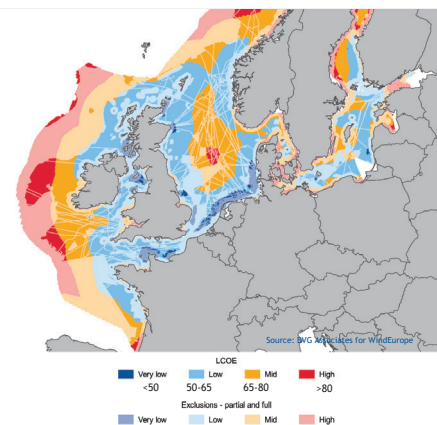 Source: BVG Associates for WindEurope
LCOE
Very low Low Mid High
<50 50-65 65-80 >80
Exclusions - partial and full
Very low Low Mid High